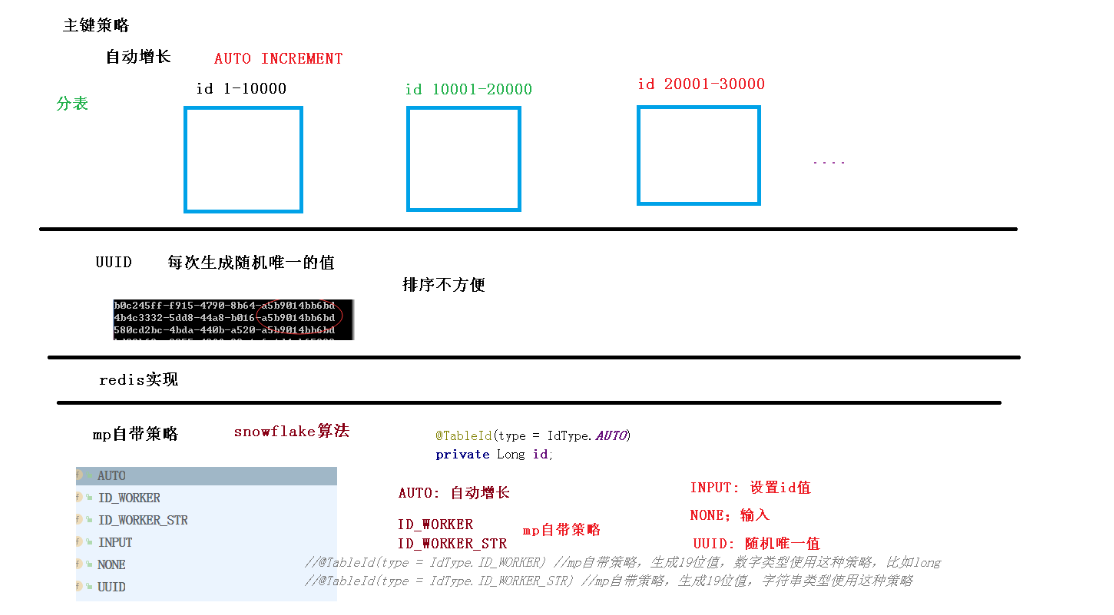 主键策略
自动增长 AUTO INCREMENT
id 1-10000 id 10001-20000 id 20001-30000
分表
....
UUID 每次生成随机唯一的值
排序不方便
b0c245ff-f915-4790-8b64-a5b9014bb6bd
4b4c3332-5dd8-44a8-b016-a5b9014bb6bd
580cd2bc-4bda-440b-a520-a5b9014bb6bd
redis实现
mp自带策略 snowflake算法
@TableId(type = IdType.AUTO)
private Long id;
AUTO
ID_WORKER
ID_WORKER_STR
INPUT
NONE
UUID
AUTO: 自动增长
ID_WORKER
ID_WORKER_STR
mp自带策略
INPUT: 设置id值
NONE; 输入
UUID: 随机唯一值
//@TableId(type = IdType.ID_WORKER) //mp自带策略，生成19位值，数字类型使用这种策略，比如long
//@TableId(type = IdType.ID_WORKER_STR) //mp自带策略，生成19位值，字符串类型使用这种策略